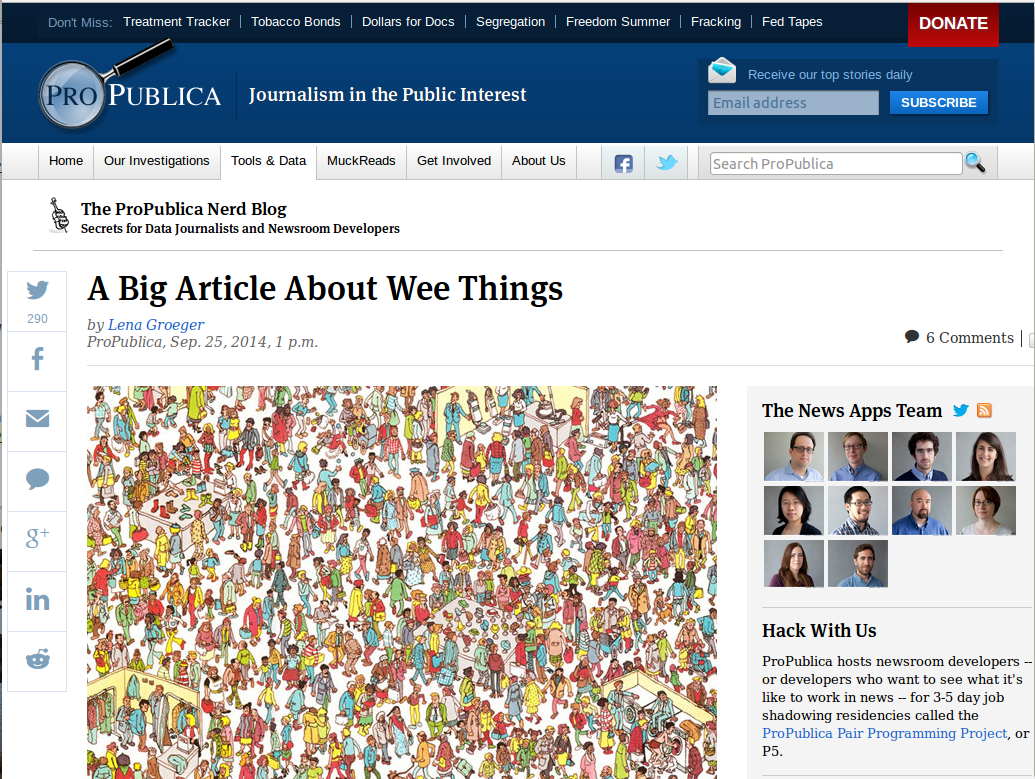 Don't Miss: Treatment Tracker Tobacco Bonds Dollars for Docs Segregation Freedom Summer Fracking Fed Tapes DONATE
PROPUBLICA Journalism in the Public Interest
Receive our top stories daily
Email address SUBSCRIBE
Home Our Investigations Tools & Data MuckReads Get Involved About Us Search ProPublica
The ProPublica Nerd Blog
Secrets for Data Journalists and Newsroom Developers
290
A Big Article About Wee Things
by Lena Groeger
ProPublica, Sep. 25, 2014, 1 p.m.
6 Comments
g+
in
The News Apps Team
Hack With Us
ProPublica hosts newsroom developers --
or developers who want to see what it's
like to work in news -- for 3-5 day job
shadowing residencies called the
ProPublica Pair Programming Project, or
P5.